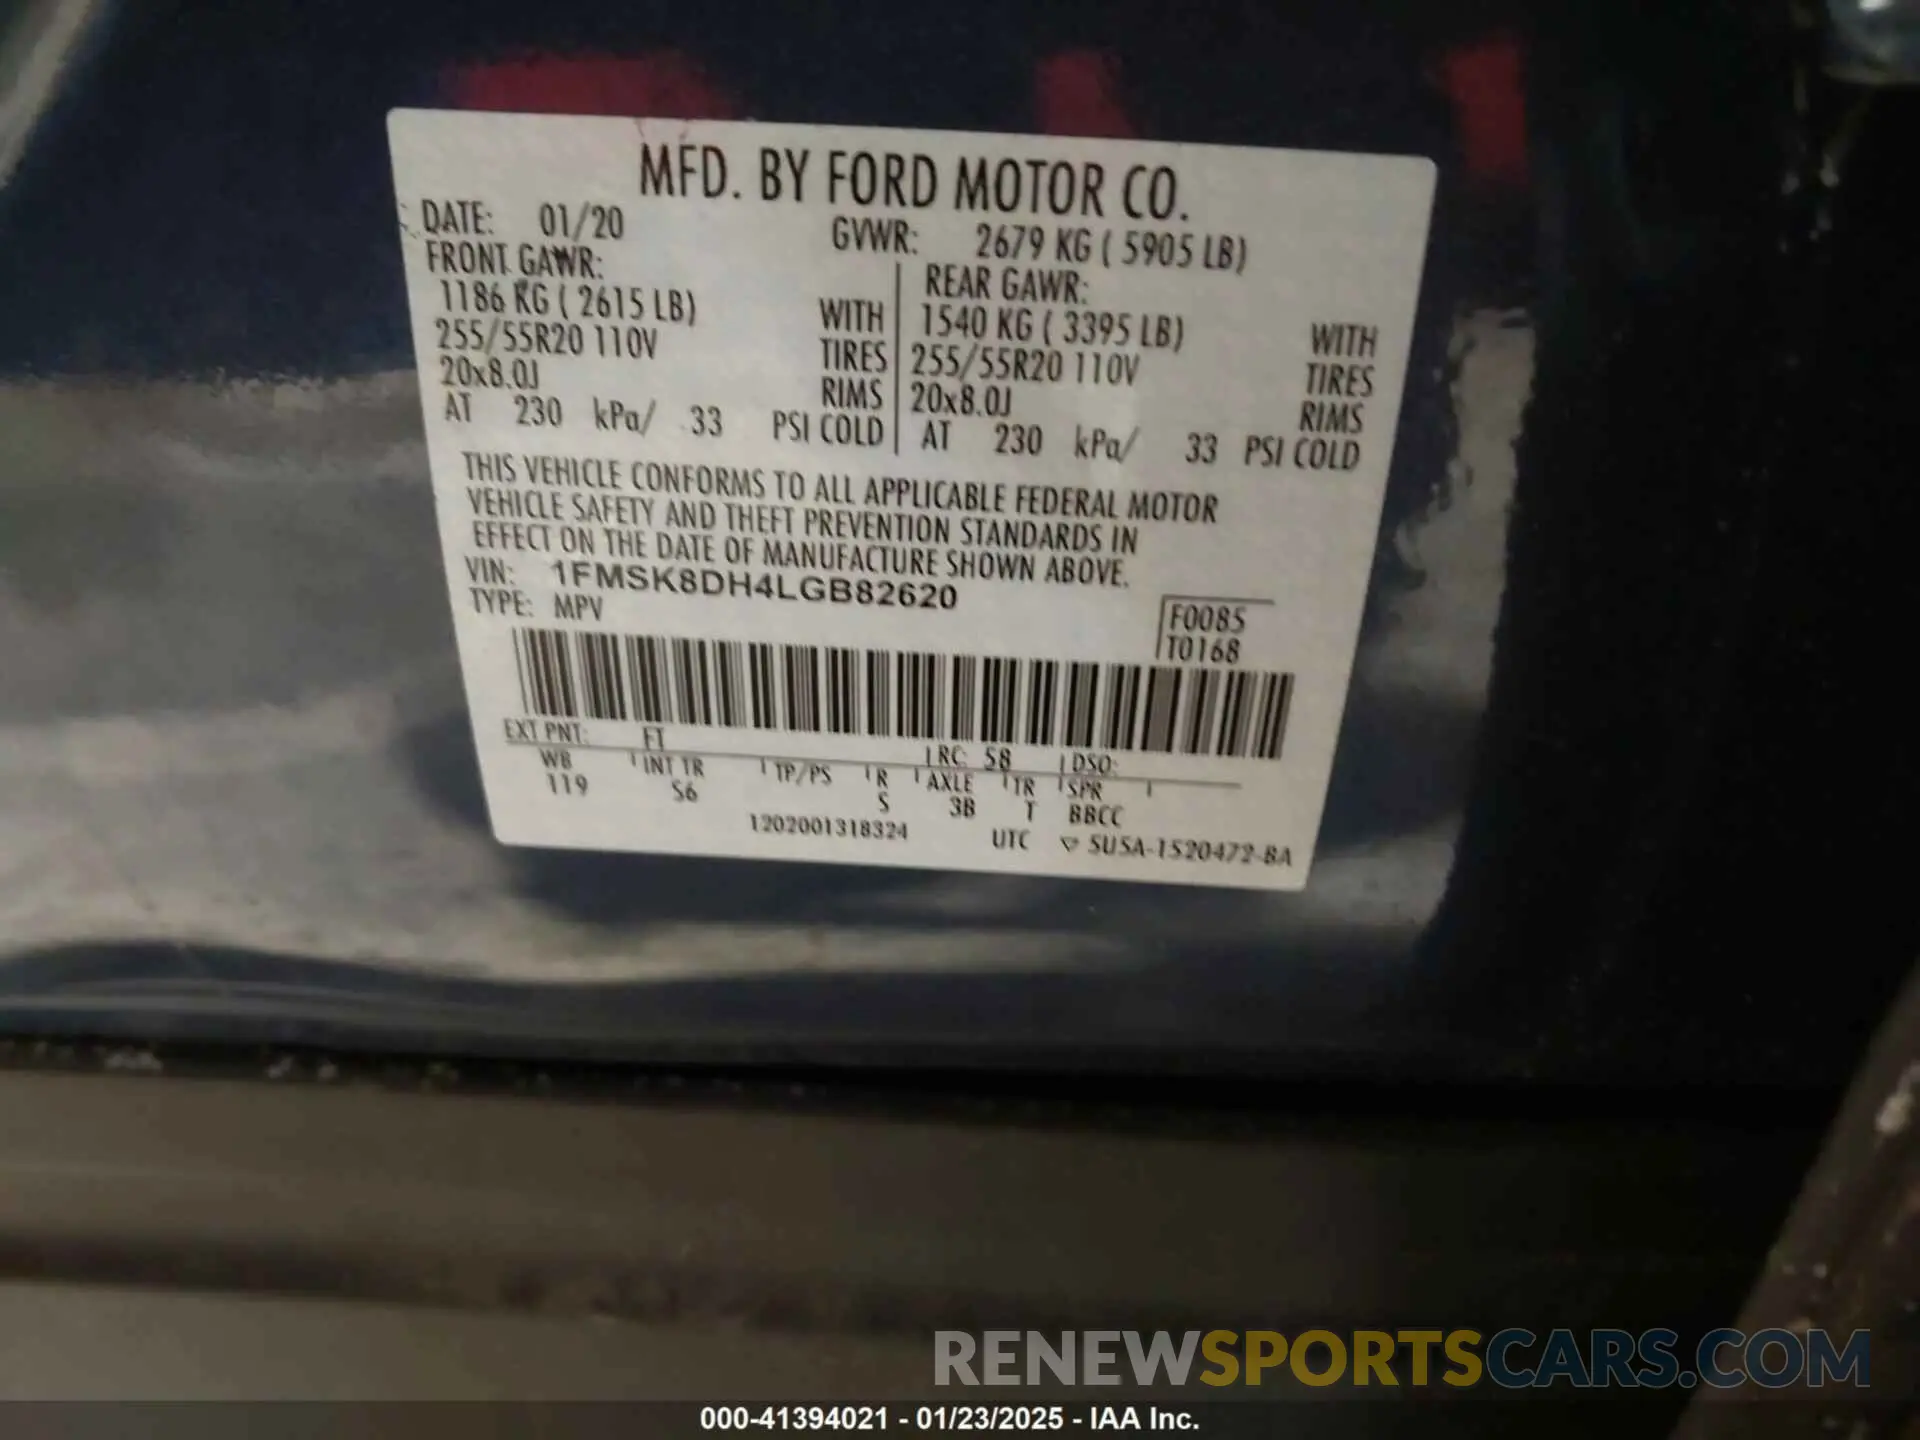 MFD. BY FORD MOTOR CO.
DATE: 01/20 GVWR: 2679 KG ( 5905 LB)
FRONT GAWR: REAR GAWR:
1186 KG ( 2615 LB) WITH 1540 KG ( 3395 LB) WITH
255/55R20 110V TIRES 255/55R20 110V TIRES
20x8.0J RIMS 20x8.0J RIMS
AT 230 kPa/ 33 PSI COLD AT 230 kPa/ 33 PSI COLD
THIS VEHICLE CONFORMS TO ALL APPLICABLE FEDERAL MOTOR
VEHICLE SAFETY AND THEFT PREVENTION STANDARDS IN
EFFECT ON THE DATE OF MANUFACTURE SHOWN ABOVE.
VIN: 1FMSK8DH4LGB82620
TYPE: MPV
F0085
T0168
EXT PNT: FT RC: 58 DSO:
WB INT TR TP/PS R AXLE TR SPR
119 S6 S 3B T BBCC
1202001318324 UTC ▽ 5U5A-1520472-BA
RENEWSPORTSCARS.COM
000-41394021 - 01/23/2025 - IAA Inc.